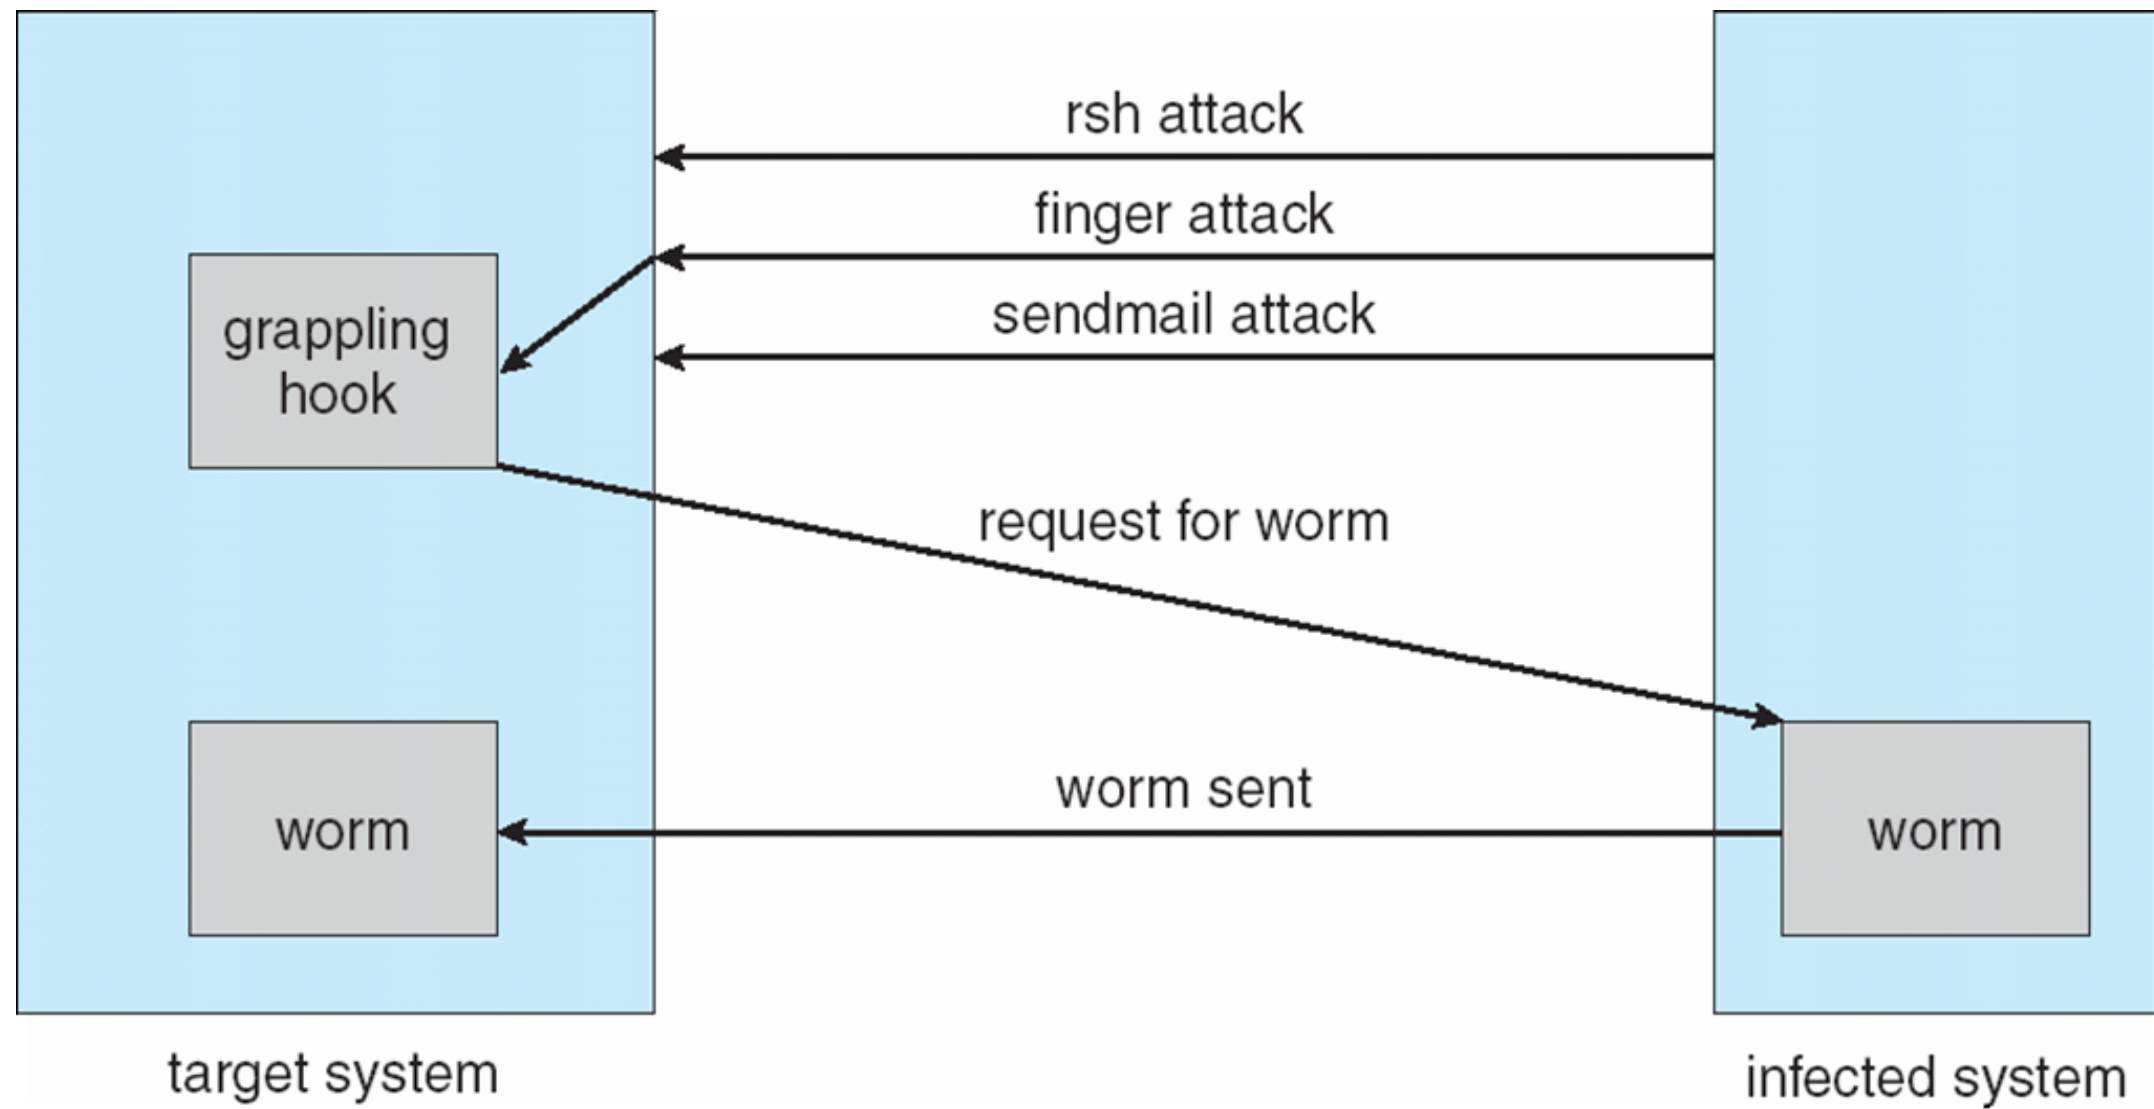 rsh attack
finger attack
sendmail attack
grappling
hook
request for worm
worm sent
worm
worm
target system
infected system